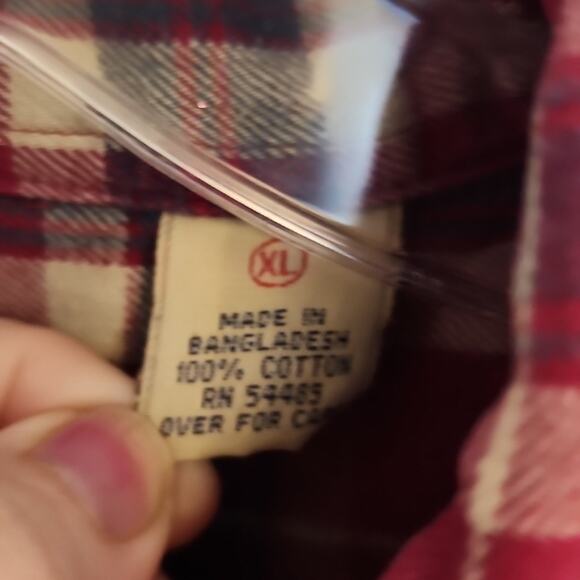 XL
MADE IN
BANGLADESH
100% COTTON
RN 54485
OVER FOR